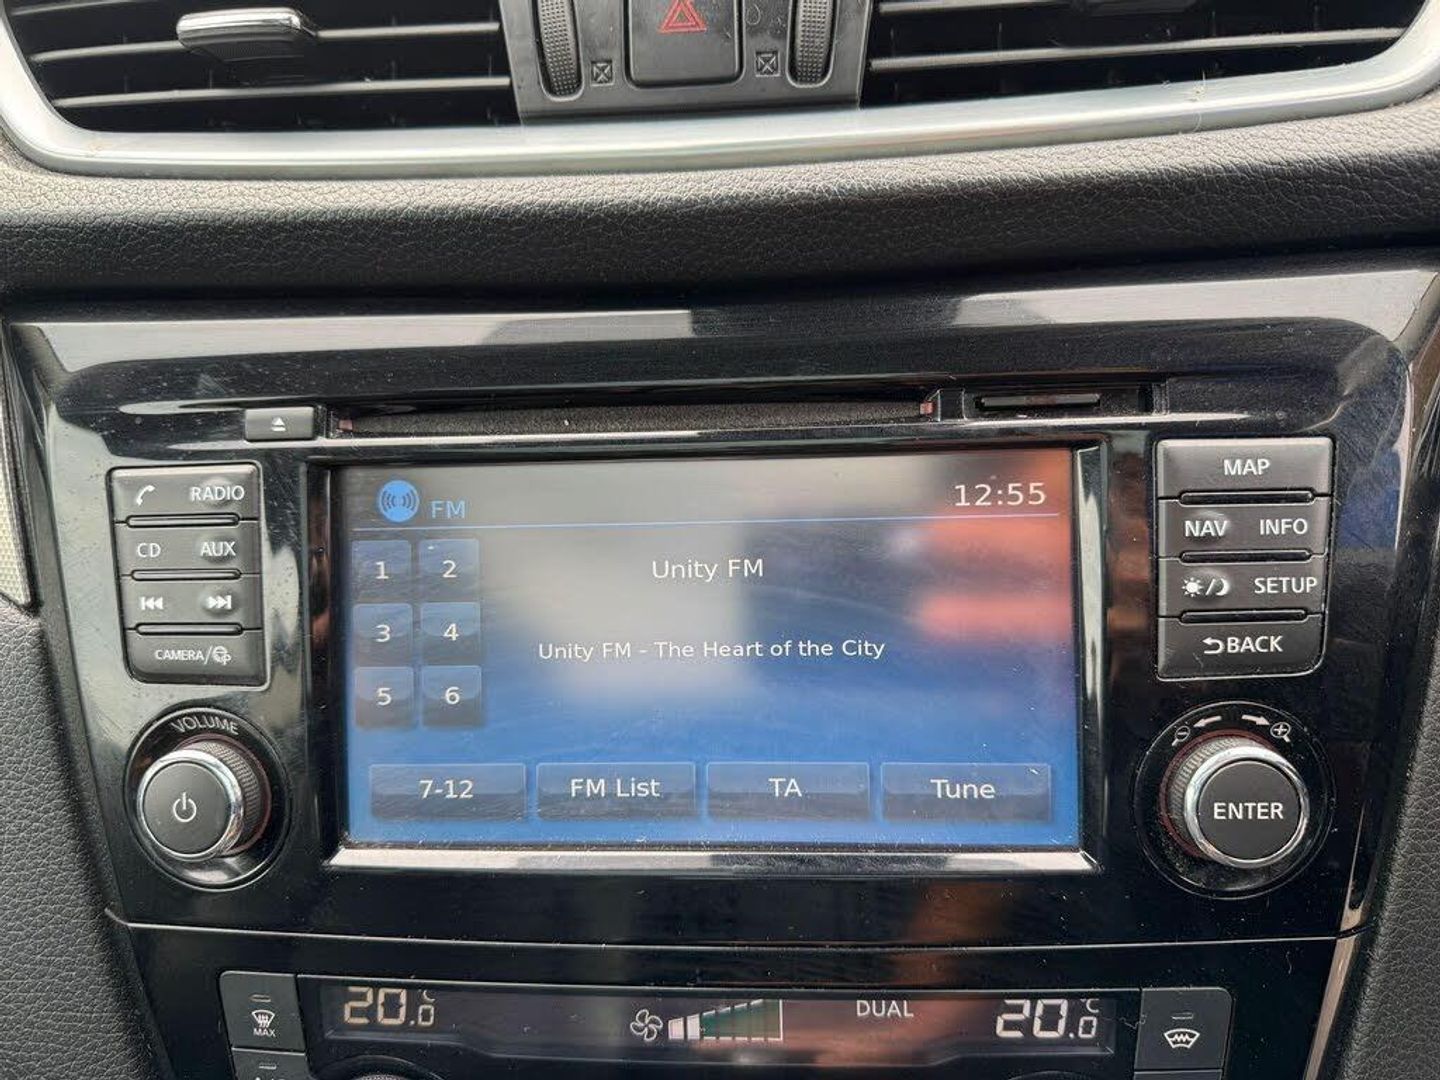 RADIO
CD AUX
CAMERA/
VOLUME
FM
12:55
1 2
3 4
5 6
Unity FM
Unity FM - The Heart of the City
7-12 FM List TA Tune
MAP
NAV INFO
SETUP
BACK
ENTER
MAX
20.0°C
DUAL
20.0°C